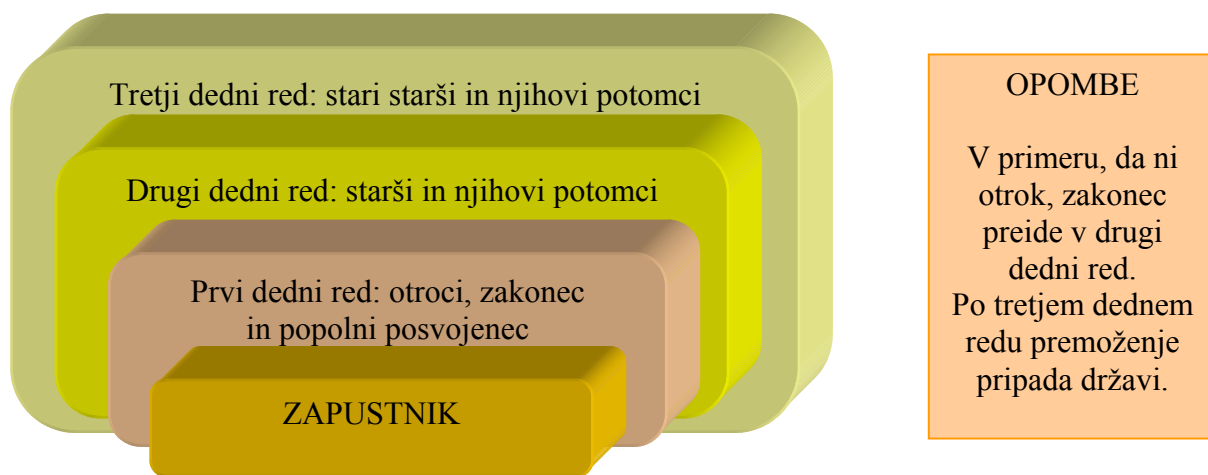 Tretji dedni red: stari starši in njihovi potomci
Drugi dedni red: starši in njihovi potomci
Prvi dedni red: otroci, zakonec
in popolni posvojenec
ZAPUSTNIK
OPOMBE
V primeru, da ni
otrok, zakonec
preide v drugi
dedni red.
Po tretjem dednem
redu premoženje
pripada državi.